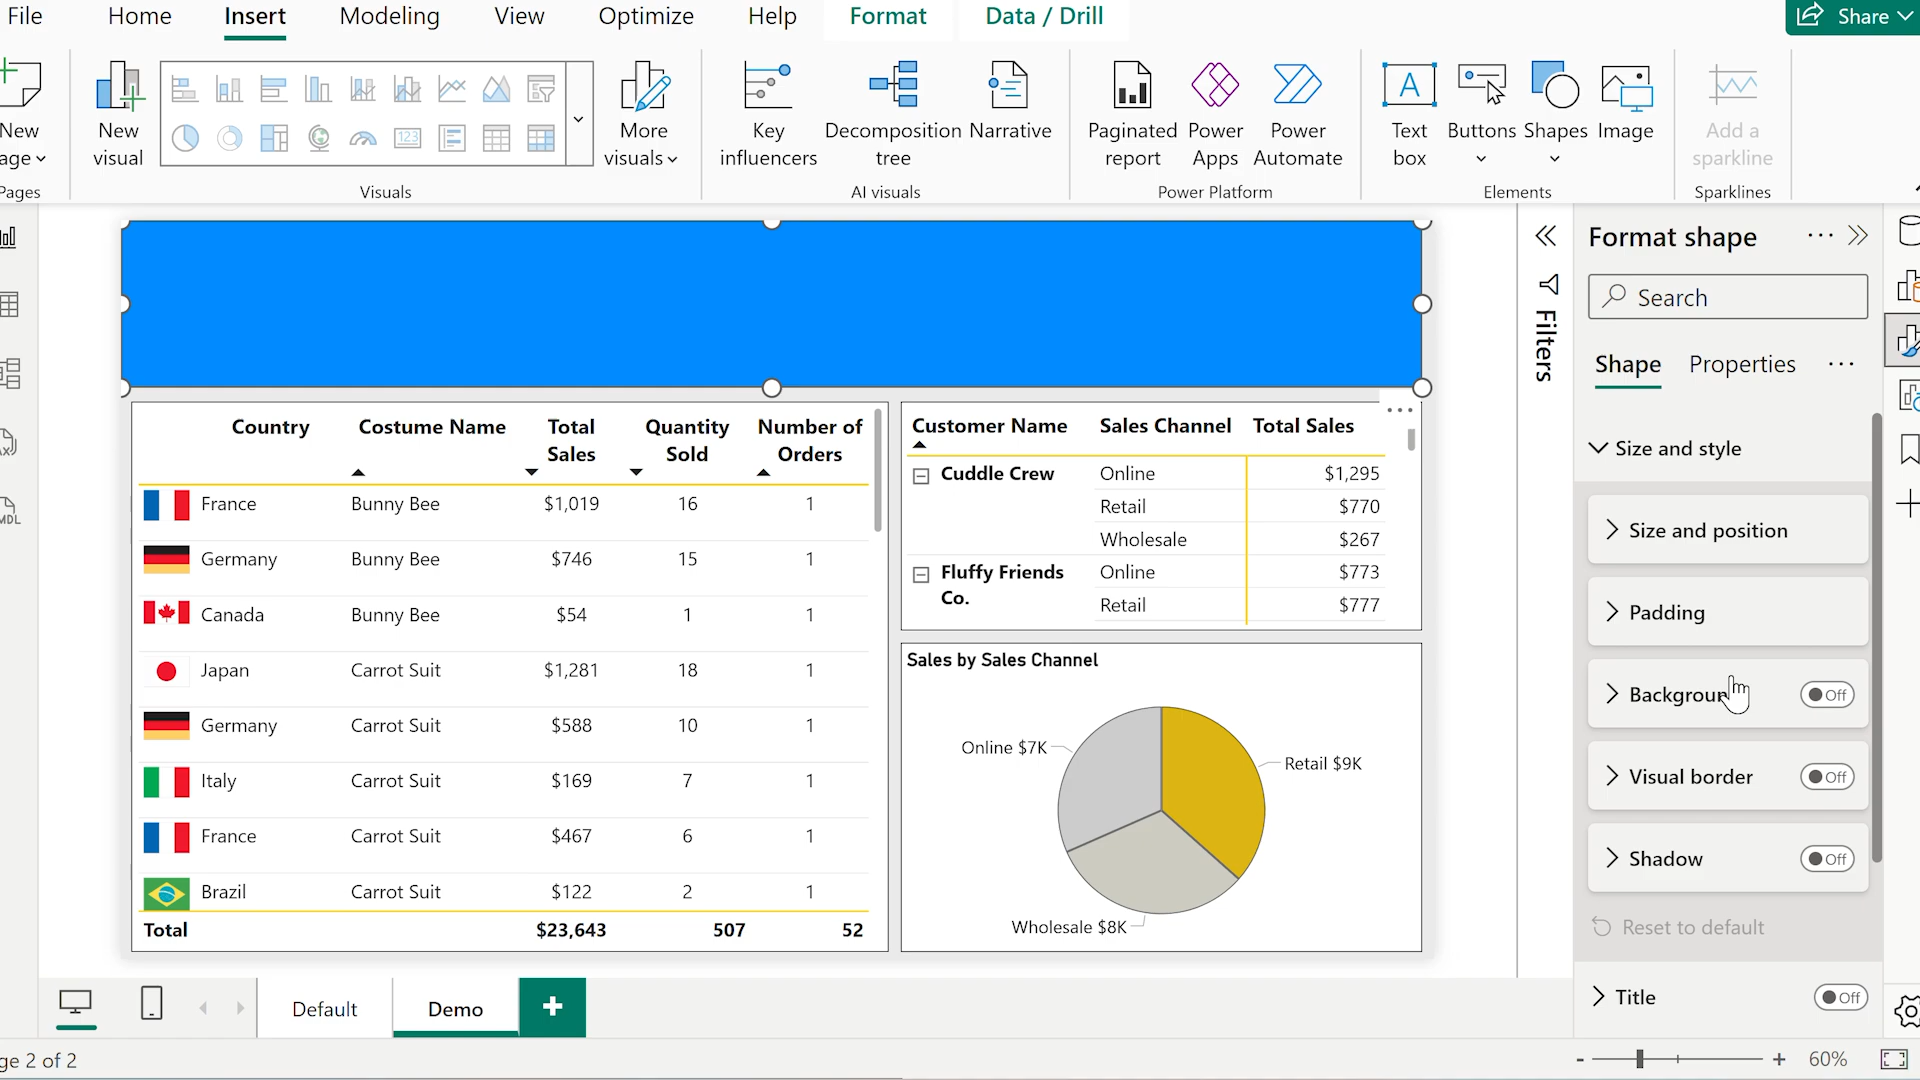 File Home Insert Modeling View Optimize Help Format Data / Drill Share
New
age
Pages
New
visual
123
More
visuals
Visuals
Key
influencers
Decomposition
tree
Narrative
AI visuals
Paginated
report
Power
Apps
Power
Automate
Power Platform
A
Text
box
Buttons
Shapes
Image
Elements
Add a
sparkline
Sparklines
Country Costume Name Total Sales Quantity Sold Number of Orders
France Bunny Bee $1,019 16 1
Germany Bunny Bee $746 15 1
Canada Bunny Bee $54 1 1
Japan Carrot Suit $1,281 18 1
Germany Carrot Suit $588 10 1
Italy Carrot Suit $169 7 1
France Carrot Suit $467 6 1
Brazil Carrot Suit $122 2 1
Total $23,643 507 52
Customer Name Sales Channel Total Sales
Cuddle Crew Online $1,295
Retail $770
Wholesale $267
Fluffy Friends Online $773
Co. Retail $777
Sales by Sales Channel
Online $7K
Retail $9K
Wholesale $8K
Filters
Format shape
Search
Shape Properties
Size and style
Size and position
Padding
Backgroun Off
Visual border Off
Shadow Off
Reset to default
Title Off
Default Demo +
ge 2 of 2
- + 60%